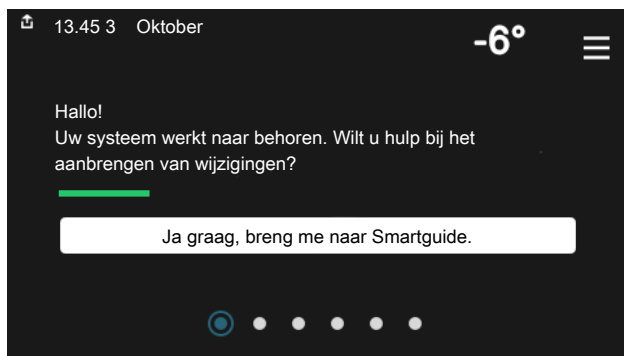 13.45 3 Oktober
-6°
Hallo!
Uw systeem werkt naar behoren. Wilt u hulp bij het
aanbrengen van wijzigingen?
Ja graag, breng me naar Smartguide.